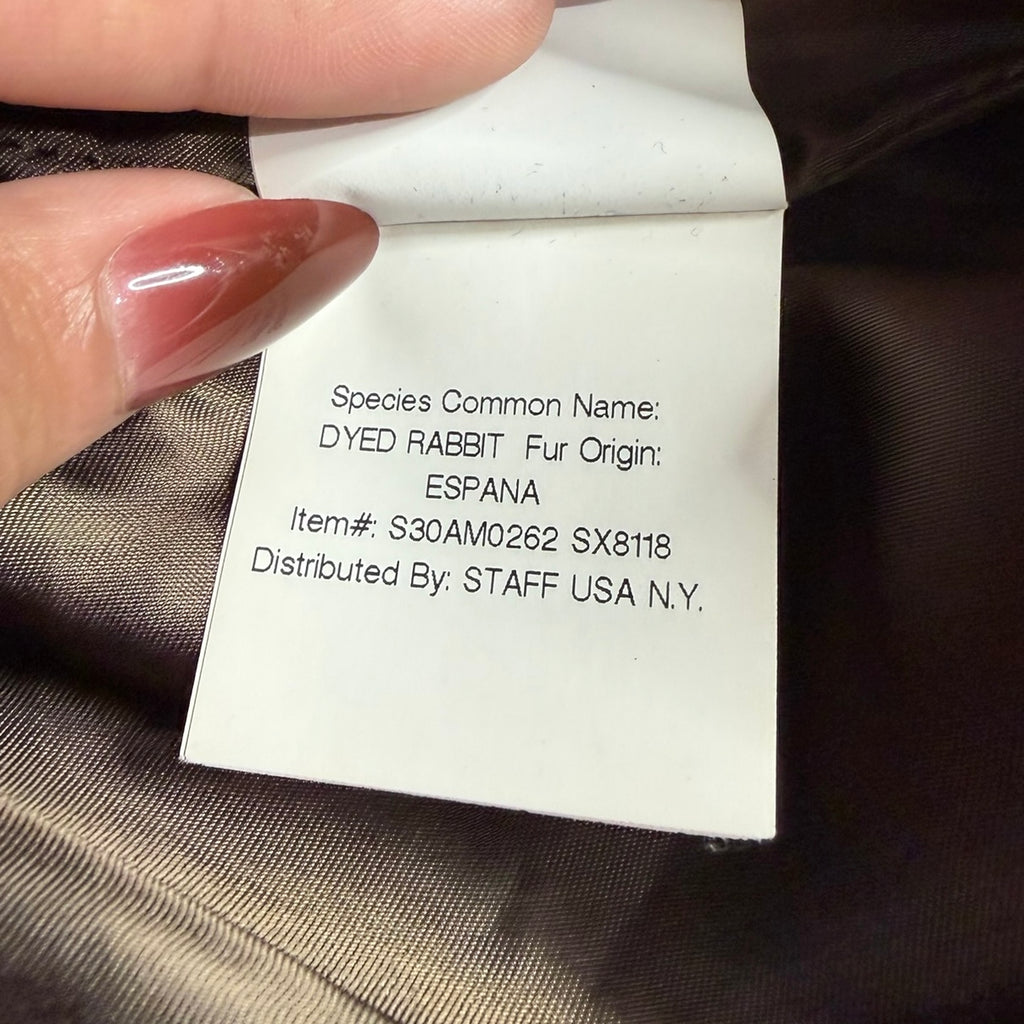 Species Common Name:
DYED RABBIT Fur Origin:
ESPANA
Item#: S30AM0262 SX8118
Distributed By: STAFF USA N.Y.